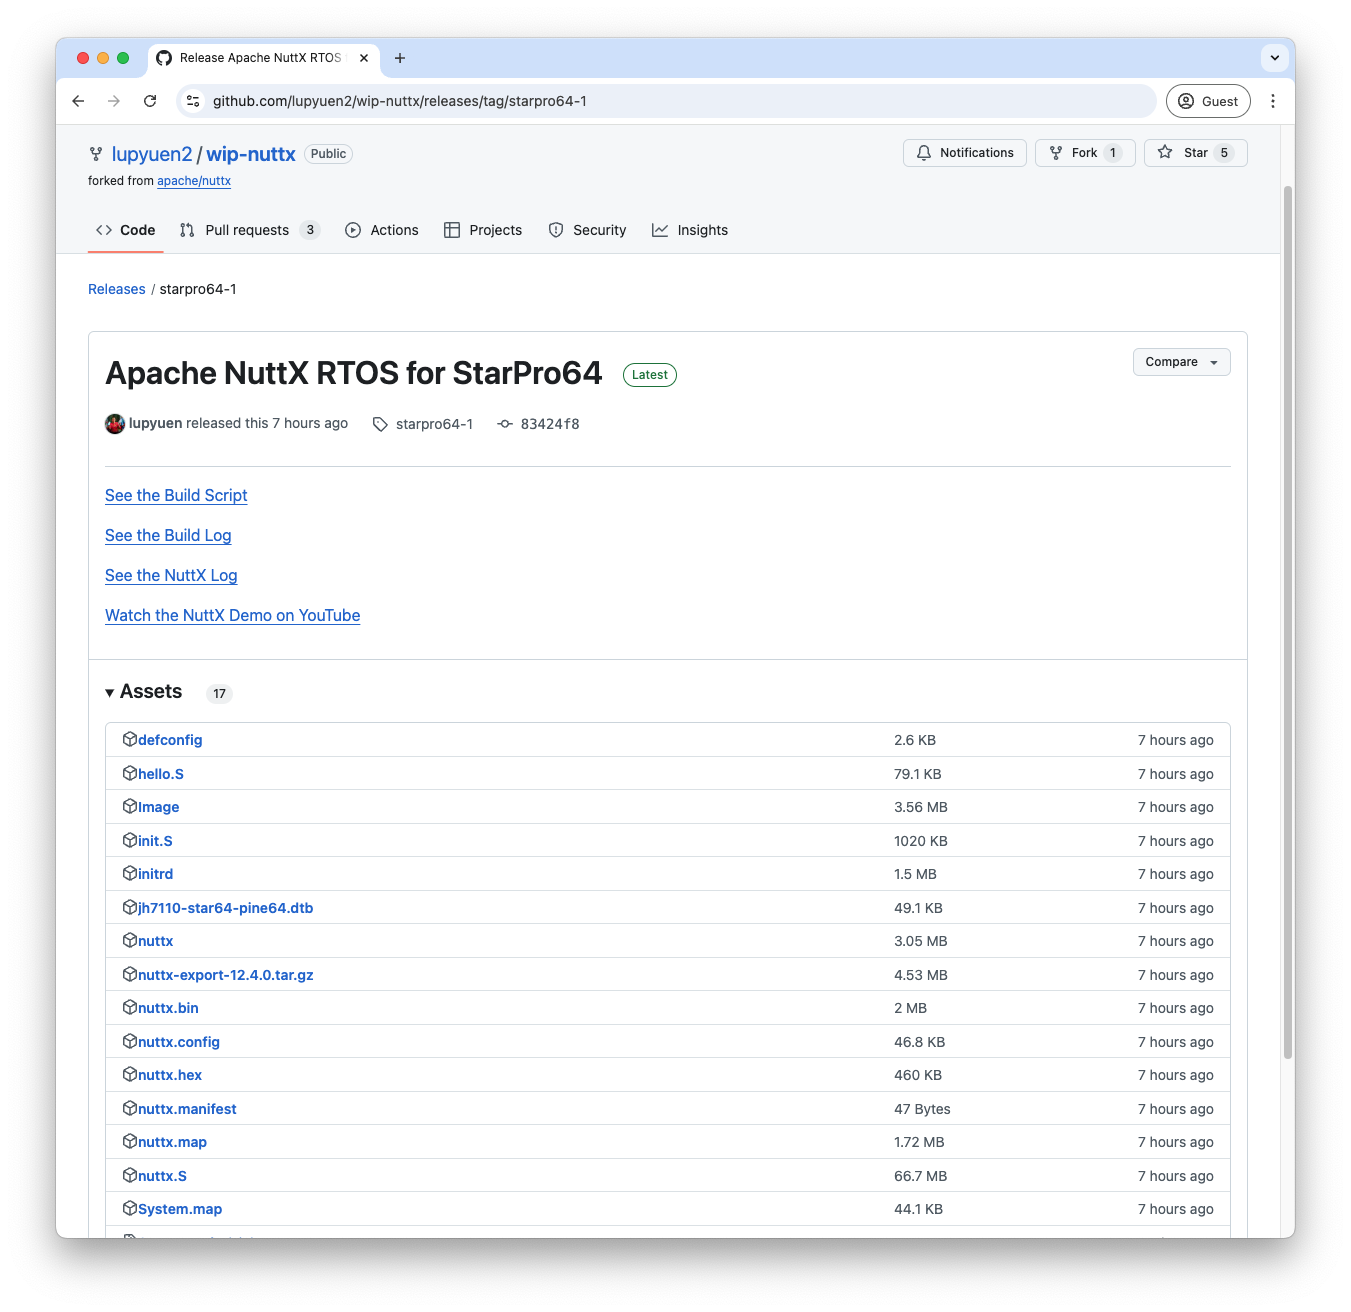 Release Apache NuttX RTOS
github.com/lupyuen2/wip-nuttx/releases/tag/starpro64-1
Guest
lupyuen2 / wip-nuttx Public
Notifications
Fork 1
Star 5
forked from apache/nuttx
Code
Pull requests 3
Actions
Projects
Security
Insights
Releases / starpro64-1
Apache NuttX RTOS for StarPro64 Latest
Compare
lupyuen released this 7 hours ago starpro64-1 83424f8
See the Build Script
See the Build Log
See the NuttX Log
Watch the NuttX Demo on YouTube
Assets 17
defconfig 2.6 KB 7 hours ago
hello.S 79.1 KB 7 hours ago
Image 3.56 MB 7 hours ago
init.S 1020 KB 7 hours ago
initrd 1.5 MB 7 hours ago
jh7110-star64-pine64.dtb 49.1 KB 7 hours ago
nuttx 3.05 MB 7 hours ago
nuttx-export-12.4.0.tar.gz 4.53 MB 7 hours ago
nuttx.bin 2 MB 7 hours ago
nuttx.config 46.8 KB 7 hours ago
nuttx.hex 460 KB 7 hours ago
nuttx.manifest 47 Bytes 7 hours ago
nuttx.map 1.72 MB 7 hours ago
nuttx.S 66.7 MB 7 hours ago
System.map 44.1 KB 7 hours ago